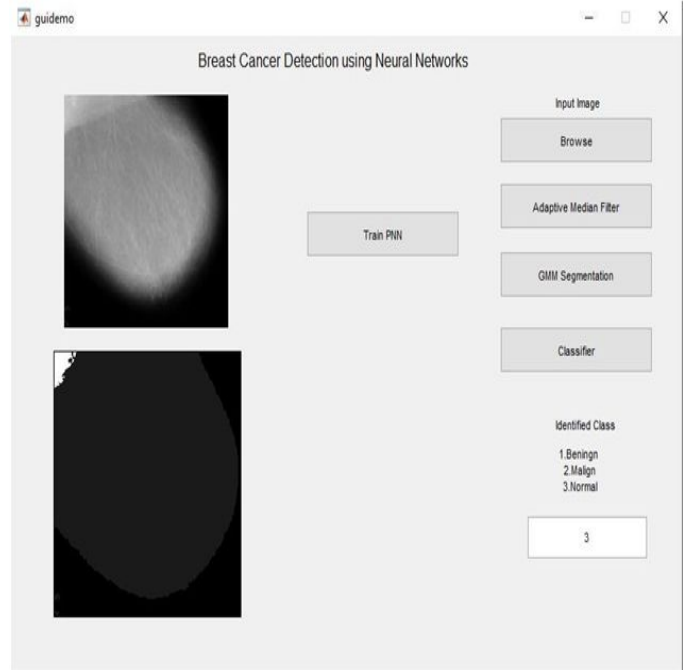 guidemo
Breast Cancer Detection using Neural Networks
Input Image
Browse
Adaptive Median Filter
Train PNN
GMM Segmentation
Classifier
Identified Class
1.Beningn
2.Malign
3.Normal
3